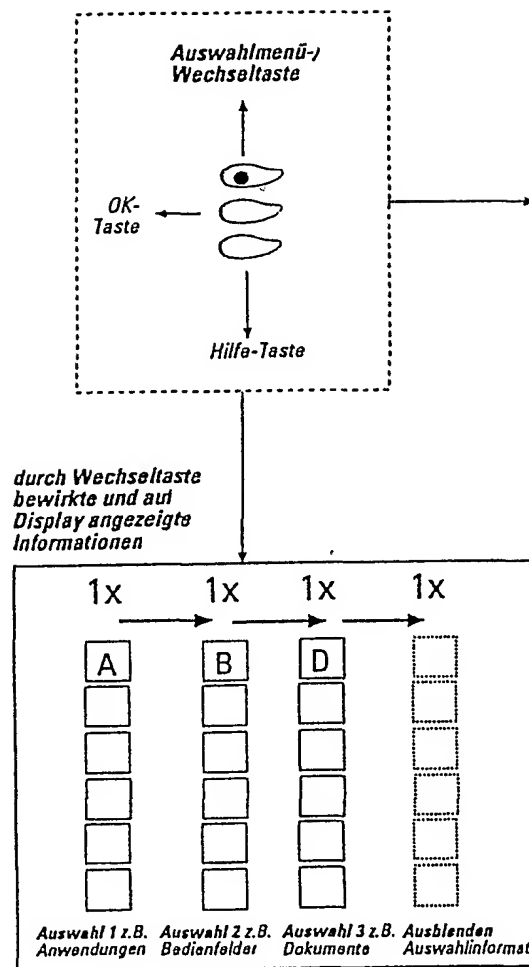 Auswahlmenü-/
Wechseltaste
OK-
Taste
Hilfe-Taste
durch Wechseltaste
bewirkte und auf
Display angezeigte
Informationen
1x 1x 1x 1x
A B D
Auswahl 1 z.B. Auswahl 2 z.B. Auswahl 3 z.B. Ausblenden
Anwendungen Bedienfelder Dokumente Auswahlinformat